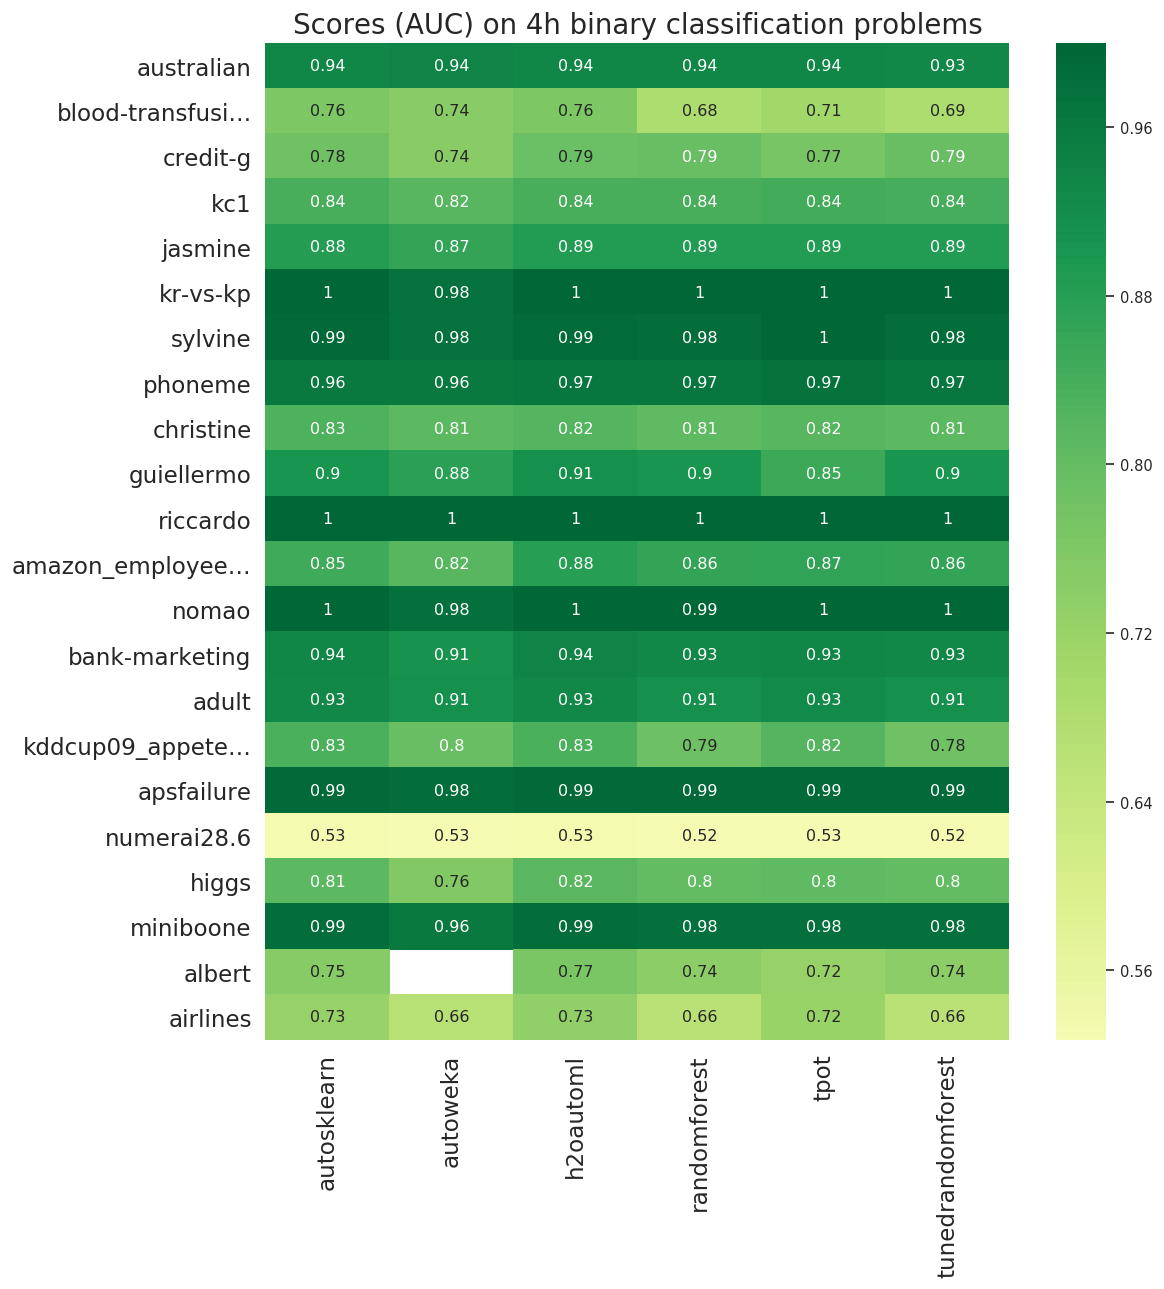 Scores (AUC) on 4h binary classification problems
australian 0.94 0.94 0.94 0.94 0.94 0.93
blood-transfusi... 0.76 0.74 0.76 0.68 0.71 0.69
credit-g 0.78 0.74 0.79 0.79 0.77 0.79
kc1 0.84 0.82 0.84 0.84 0.84 0.84
jasmine 0.88 0.87 0.89 0.89 0.89 0.89
kr-vs-kp 1 0.98 1 1 1 1
sylvine 0.99 0.98 0.99 0.98 1 0.98
phoneme 0.96 0.96 0.97 0.97 0.97 0.97
christine 0.83 0.81 0.82 0.81 0.82 0.81
guiellermo 0.9 0.88 0.91 0.9 0.85 0.9
riccardo 1 1 1 1 1 1
amazon_employee... 0.85 0.82 0.88 0.86 0.87 0.86
nomao 1 0.98 1 0.99 1 1
bank-marketing 0.94 0.91 0.94 0.93 0.93 0.93
adult 0.93 0.91 0.93 0.91 0.93 0.91
kddcup09_appete... 0.83 0.8 0.83 0.79 0.82 0.78
apsfailure 0.99 0.98 0.99 0.99 0.99 0.99
numerai28.6 0.53 0.53 0.53 0.52 0.53 0.52
higgs 0.81 0.76 0.82 0.8 0.8 0.8
miniboone 0.99 0.96 0.99 0.98 0.98 0.98
albert 0.75 0.77 0.74 0.72 0.74
airlines 0.73 0.66 0.73 0.66 0.72 0.66
autosklearn
autoweka
h2oautoml
randomforest
tpot
tunedrandomforest
0.96
0.88
0.80
0.72
0.64
0.56